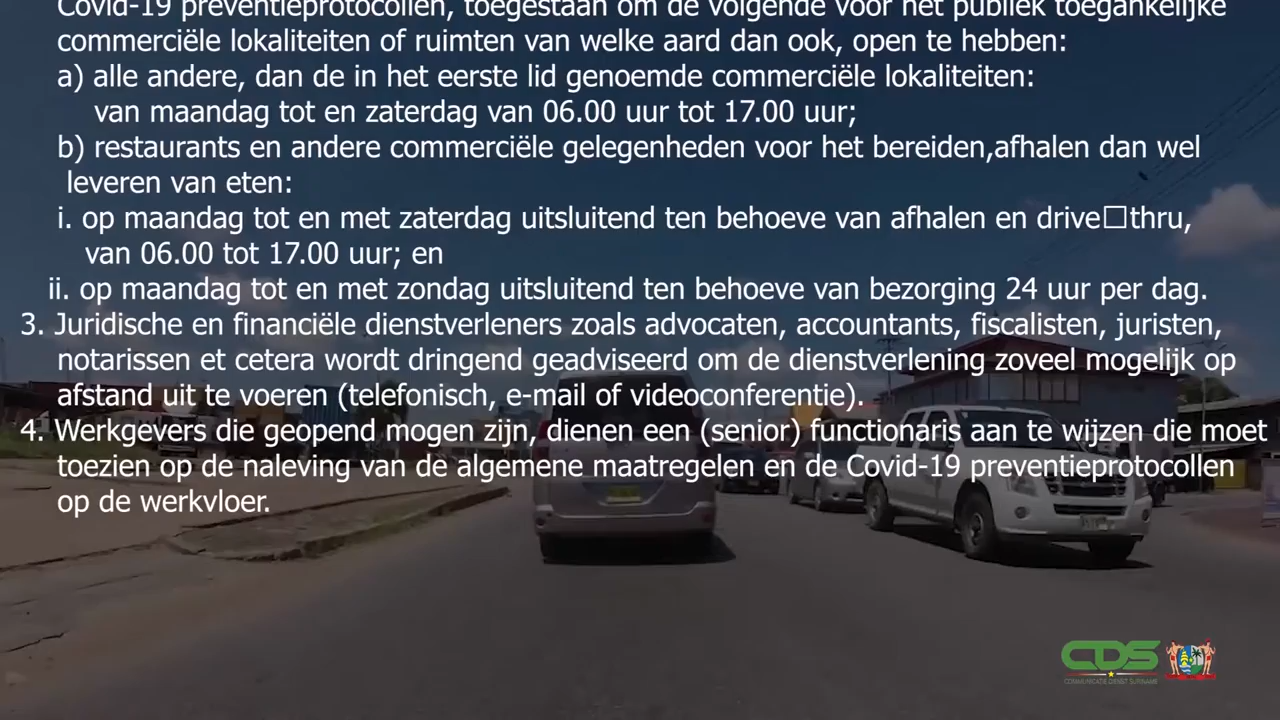 Covid-19 preventieprotocollen, toegestaan om de volgende voor het publiek toegankelijke
commerciële lokaliteiten of ruimten van welke aard dan ook, open te hebben:
a) alle andere, dan de in het eerste lid genoemde commerciële lokaliteiten:
van maandag tot en zaterdag van 06.00 uur tot 17.00 uur;
b) restaurants en andere commerciële gelegenheden voor het bereiden,afhalen dan wel
leveren van eten:
i. op maandag tot en met zaterdag uitsluitend ten behoeve van afhalen en drive□thru,
van 06.00 tot 17.00 uur; en
ii. op maandag tot en met zondag uitsluitend ten behoeve van bezorging 24 uur per dag.
3. Juridische en financiële dienstverleners zoals advocaten, accountants, fiscalisten, juristen,
notarissen et cetera wordt dringend geadviseerd om de dienstverlening zoveel mogelijk op
afstand uit te voeren (telefonisch, e-mail of videoconferentie).
4. Werkgevers die geopend mogen zijn, dienen een (senior) functionaris aan te wijzen die moet
toezien op de naleving van de algemene maatregelen en de Covid-19 preventieprotocollen
op de werkvloer.
CDS
COMMUNICATIE DIENST SURINAME